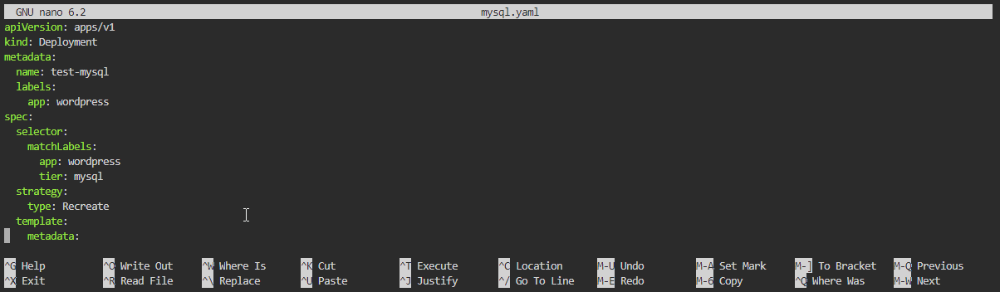 GNU nano 6.2 mysql.yaml
apiVersion: apps/v1
kind: Deployment
metadata:
  name: test-mysql
  labels:
    app: wordpress
spec:
  selector:
    matchLabels:
      app: wordpress
      tier: mysql
  strategy:
    type: Recreate
  template:
    metadata:
^G Help ^O Write Out ^W Where Is ^K Cut ^T Execute ^C Location M-U Undo M-A Set Mark M-] To Bracket M-Q Previous
^X Exit ^R Read File ^\ Replace ^U Paste ^J Justify ^/ Go To Line M-E Redo M-6 Copy ^Q Where Was M-W Next